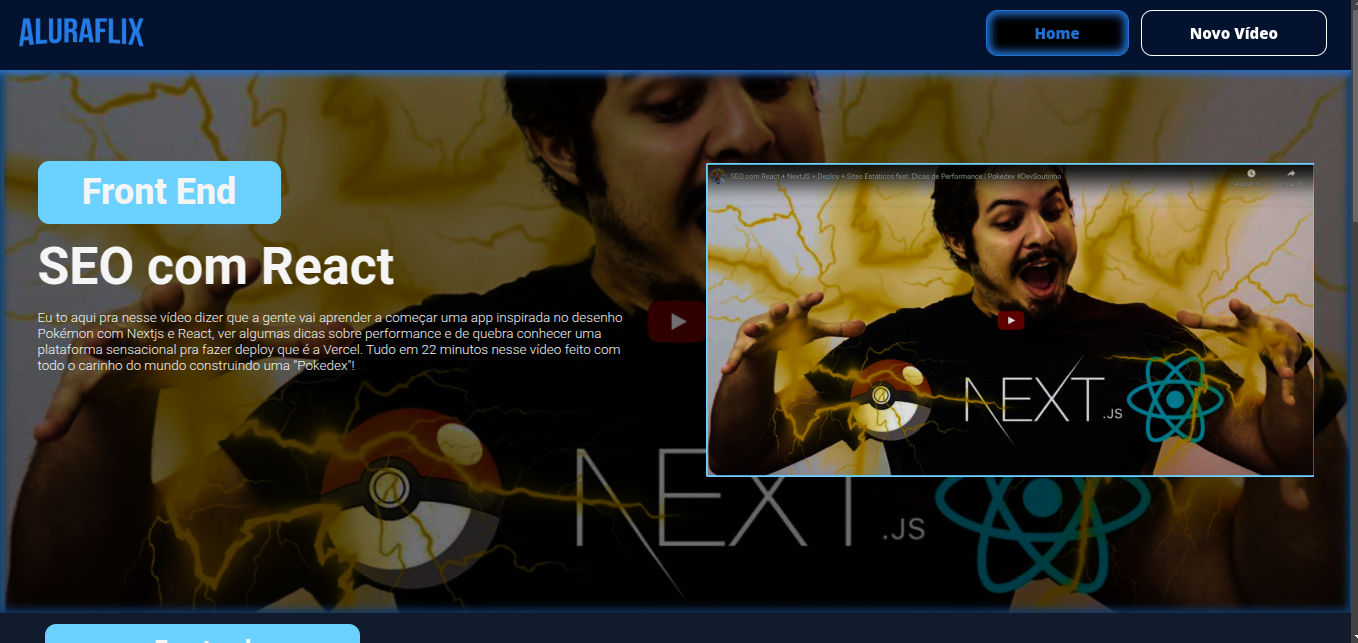 ALURAFLIX
Home
Novo Vídeo
Front End
SEO com React
Eu to aqui pra nesse vídeo dizer que a gente vai aprender a começar uma app inspirada no desenho
Pokémon com Nextjs e React, ver algumas dicas sobre performance e de quebra conhecer uma
plataforma sensacional pra fazer deploy que é a Vercel. Tudo em 22 minutos nesse vídeo feito com
todo o carinho do mundo construindo uma "Pokedex"!
SEO com React + NextJS + Deploy + Sites Estáticos feat. Dicas de Performance | Pokedex #DevSoutinho
NEXT.JS
NEXT.JS